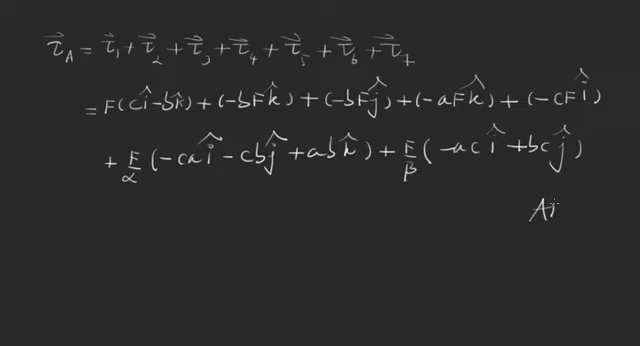 τ⃗_A = τ⃗_1 + τ⃗_2 + τ⃗_3 + τ⃗_4 + τ⃗_5 + τ⃗_6 + τ⃗_7
= F(cî - bk̂) + (-bFk̂) + (-bFĵ) + (-aFk̂) + (-cFî)
+ F/α (-caî - cbĵ + abk̂) + F/β (-acî + bcĵ)
An